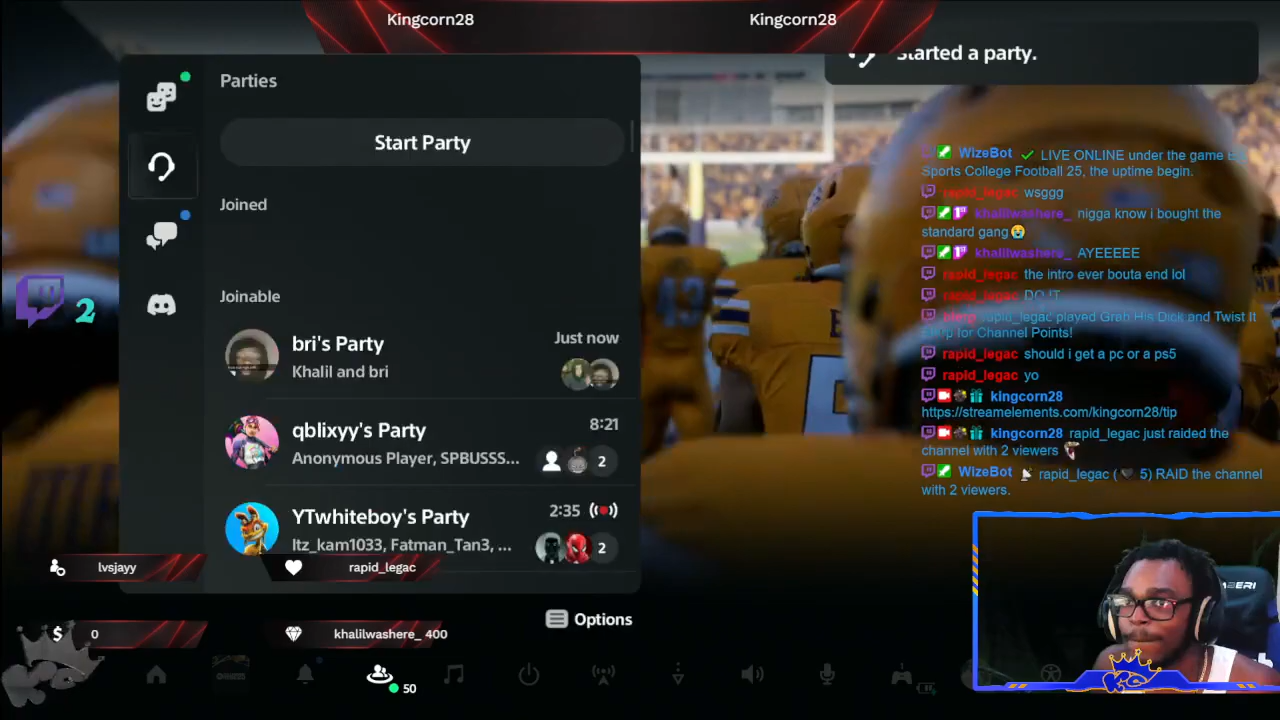 Kingcorn28
Kingcorn28
Started a party.
Parties
Start Party
Joined
Joinable
bri's Party
Just now
Khalil and bri
qblixyy's Party
8:21
Anonymous Player, SPBUSSS...
2
YTwhiteboy's Party
2:35
Itz_kam1033, Fatman_Tan3, ...
2
2
lvsjayy
rapid_legac
Options
$ 0
khalilwashere_ 400
50
WizeBot LIVE ONLINE under the game
Sports College Football 25, the uptime begin.
rapid_legac wsggg
khalilwashere_ nigga know i bought the
standard gang😭
khalilwashere_ AYEEEEE
rapid_legac the intro ever bouta end lol
rapid_legac DO IT
blerp rapid_legac played Grab His Dick and Twist It
Blerp for Channel Points!
rapid_legac should i get a pc or a ps5
rapid_legac yo
kingcorn28
https://streamelements.com/kingcorn28/tip
kingcorn28 rapid_legac just raided the
channel with 2 viewers
WizeBot rapid_legac (🖤 5) RAID the channel
with 2 viewers.
KC